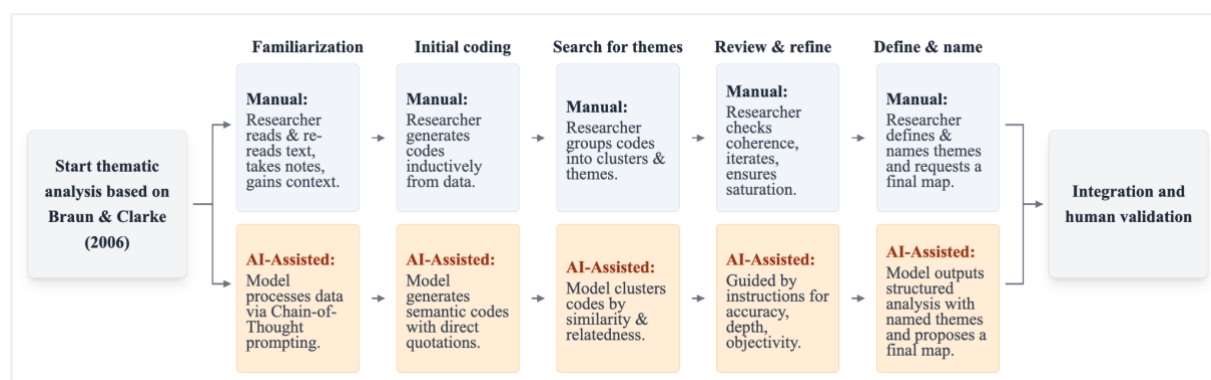 Familiarization
Initial coding
Search for themes
Review & refine
Define & name
Start thematic
analysis based on
Braun & Clarke
(2006)
Manual:
Researcher
reads & re-
reads text,
takes notes,
gains context.
Manual:
Researcher
generates
codes
inductively
from data.
Manual:
Researcher
groups codes
into clusters &
themes.
Manual:
Researcher
checks
coherence,
iterates,
ensures
saturation.
Manual:
Researcher
defines &
names themes
and requests a
final map.
AI-Assisted:
Model
processes data
via Chain-of-
Thought
prompting.
AI-Assisted:
Model
generates
semantic codes
with direct
quotations.
AI-Assisted:
Model clusters
codes by
similarity &
relatedness.
AI-Assisted:
Guided by
instructions for
accuracy,
depth,
objectivity.
AI-Assisted:
Model outputs
structured
analysis with
named themes
and proposes a
final map.
Integration and
human validation